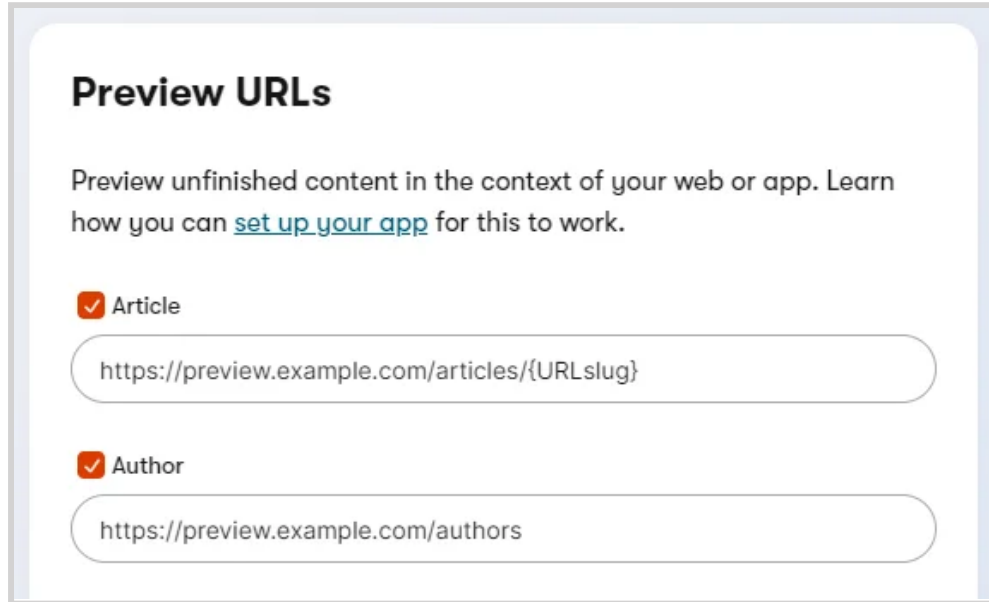 Preview URLs
Preview unfinished content in the context of your web or app. Learn
how you can set up your app for this to work.
Article
https://preview.example.com/articles/{URLslug}
Author
https://preview.example.com/authors